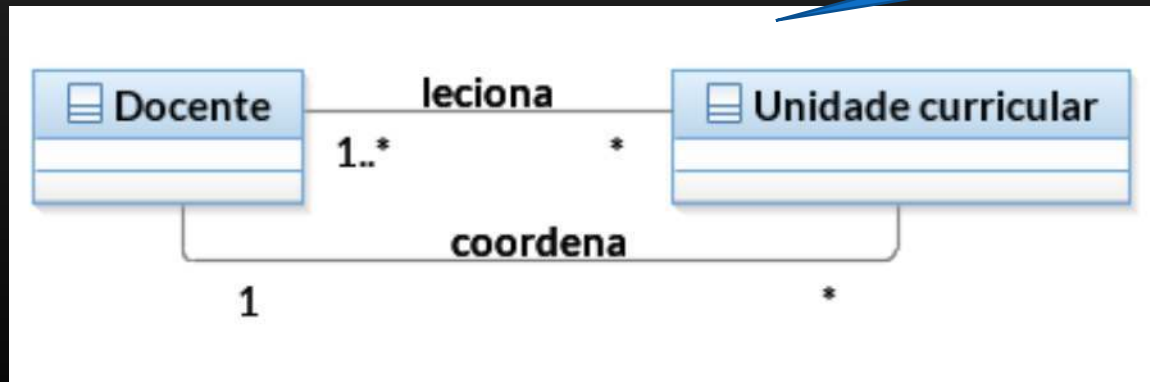 Docente
leciona
Unidade curricular
1..*
*
coordena
1
*